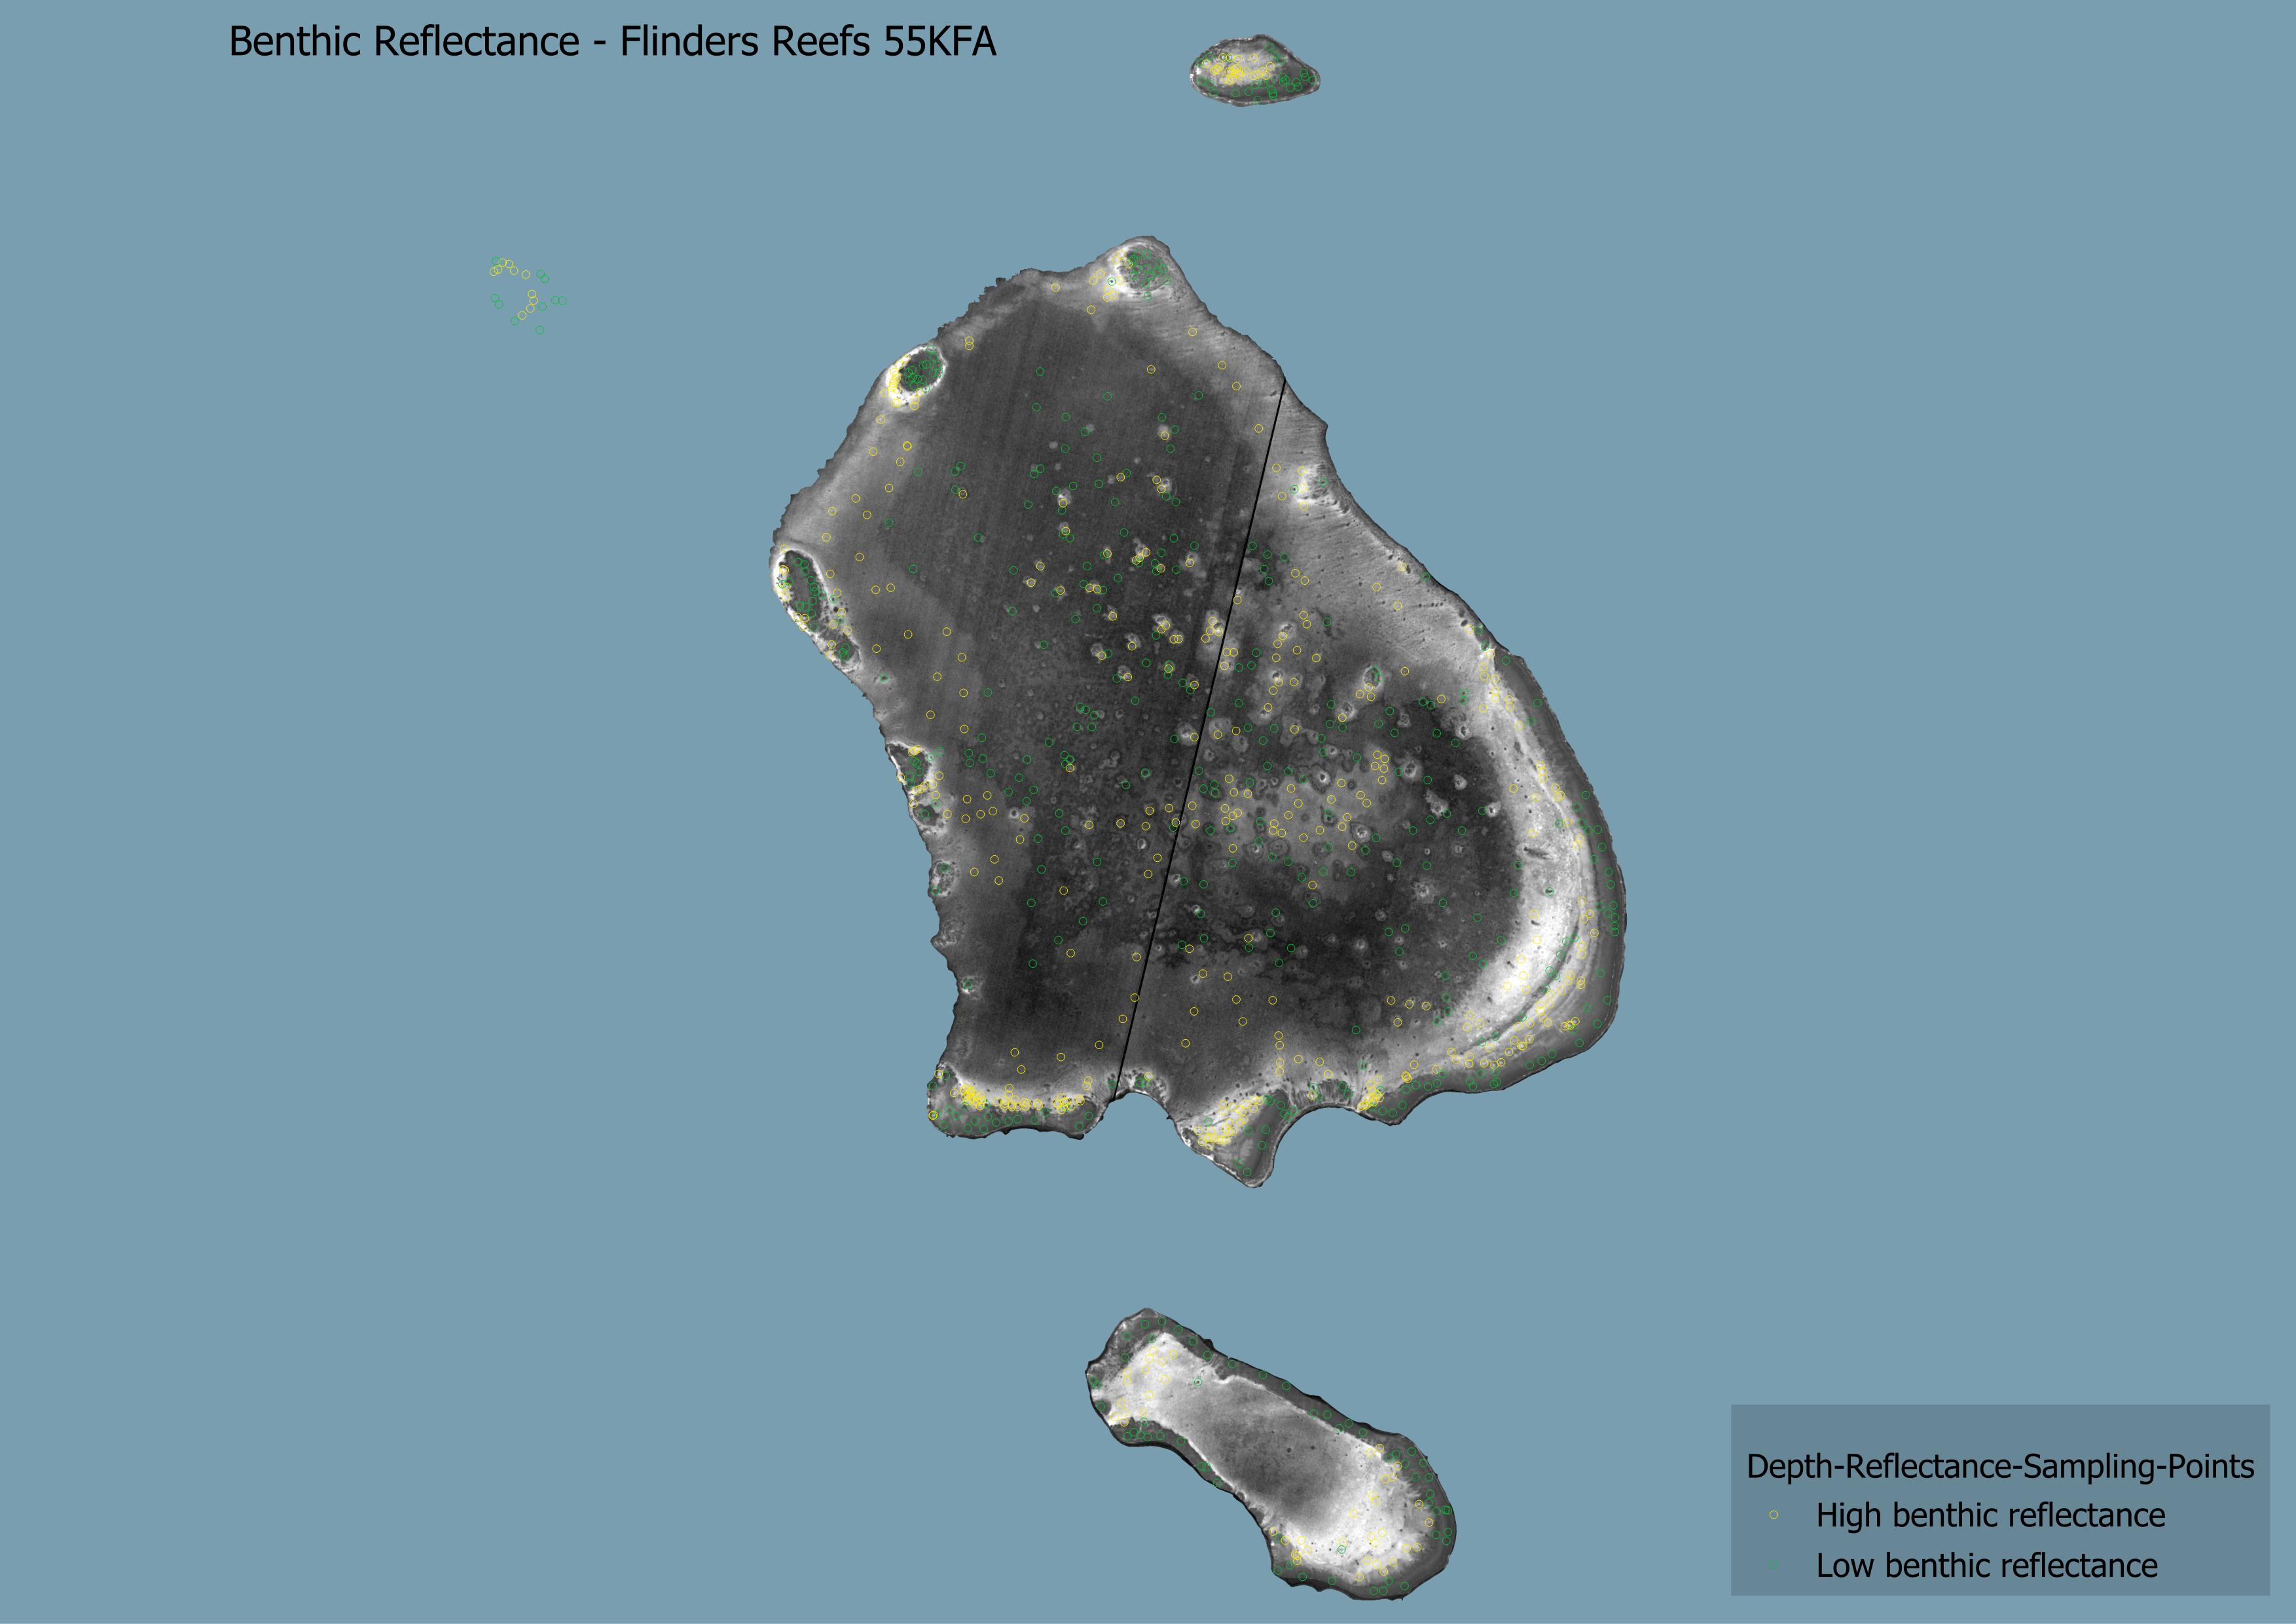 Benthic Reflectance - Flinders Reefs 55KFA
Depth-Reflectance-Sampling-Points
High benthic reflectance
Low benthic reflectance